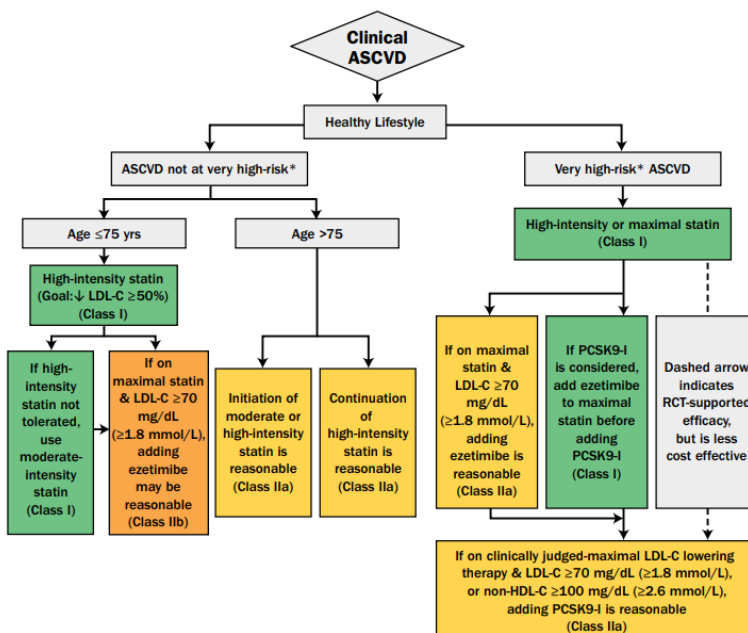 Clinical
ASCVD
Healthy Lifestyle
ASCVD not at very high-risk*
Very high-risk* ASCVD
Age ≤75 yrs
Age >75
High-intensity or maximal statin
(Class I)
High-intensity statin
(Goal:↓ LDL-C ≥50%)
(Class I)
If high-
intensity
statin not
tolerated,
use
moderate-
intensity
statin
(Class I)
If on
maximal statin
& LDL-C ≥70
mg/dL
(≥1.8 mmol/L),
adding
ezetimibe
may be
reasonable
(Class IIb)
Initiation of
moderate or
high-intensity
statin is
reasonable
(Class IIa)
Continuation
of
high-intensity
statin is
reasonable
(Class IIa)
If on
maximal
statin &
LDL-C ≥70
mg/dL
(≥1.8 mmol/L),
adding
ezetimibe is
reasonable
(Class IIa)
If PCSK9-I
is considered,
add ezetimibe
to maximal
statin before
adding
PCSK9-I
(Class I)
Dashed arrow
indicates
RCT-supported
efficacy,
but is less
cost effective
If on clinically judged-maximal LDL-C lowering
therapy & LDL-C ≥70 mg/dL (≥1.8 mmol/L),
or non-HDL-C ≥100 mg/dL (≥2.6 mmol/L),
adding PCSK9-I is reasonable
(Class IIa)